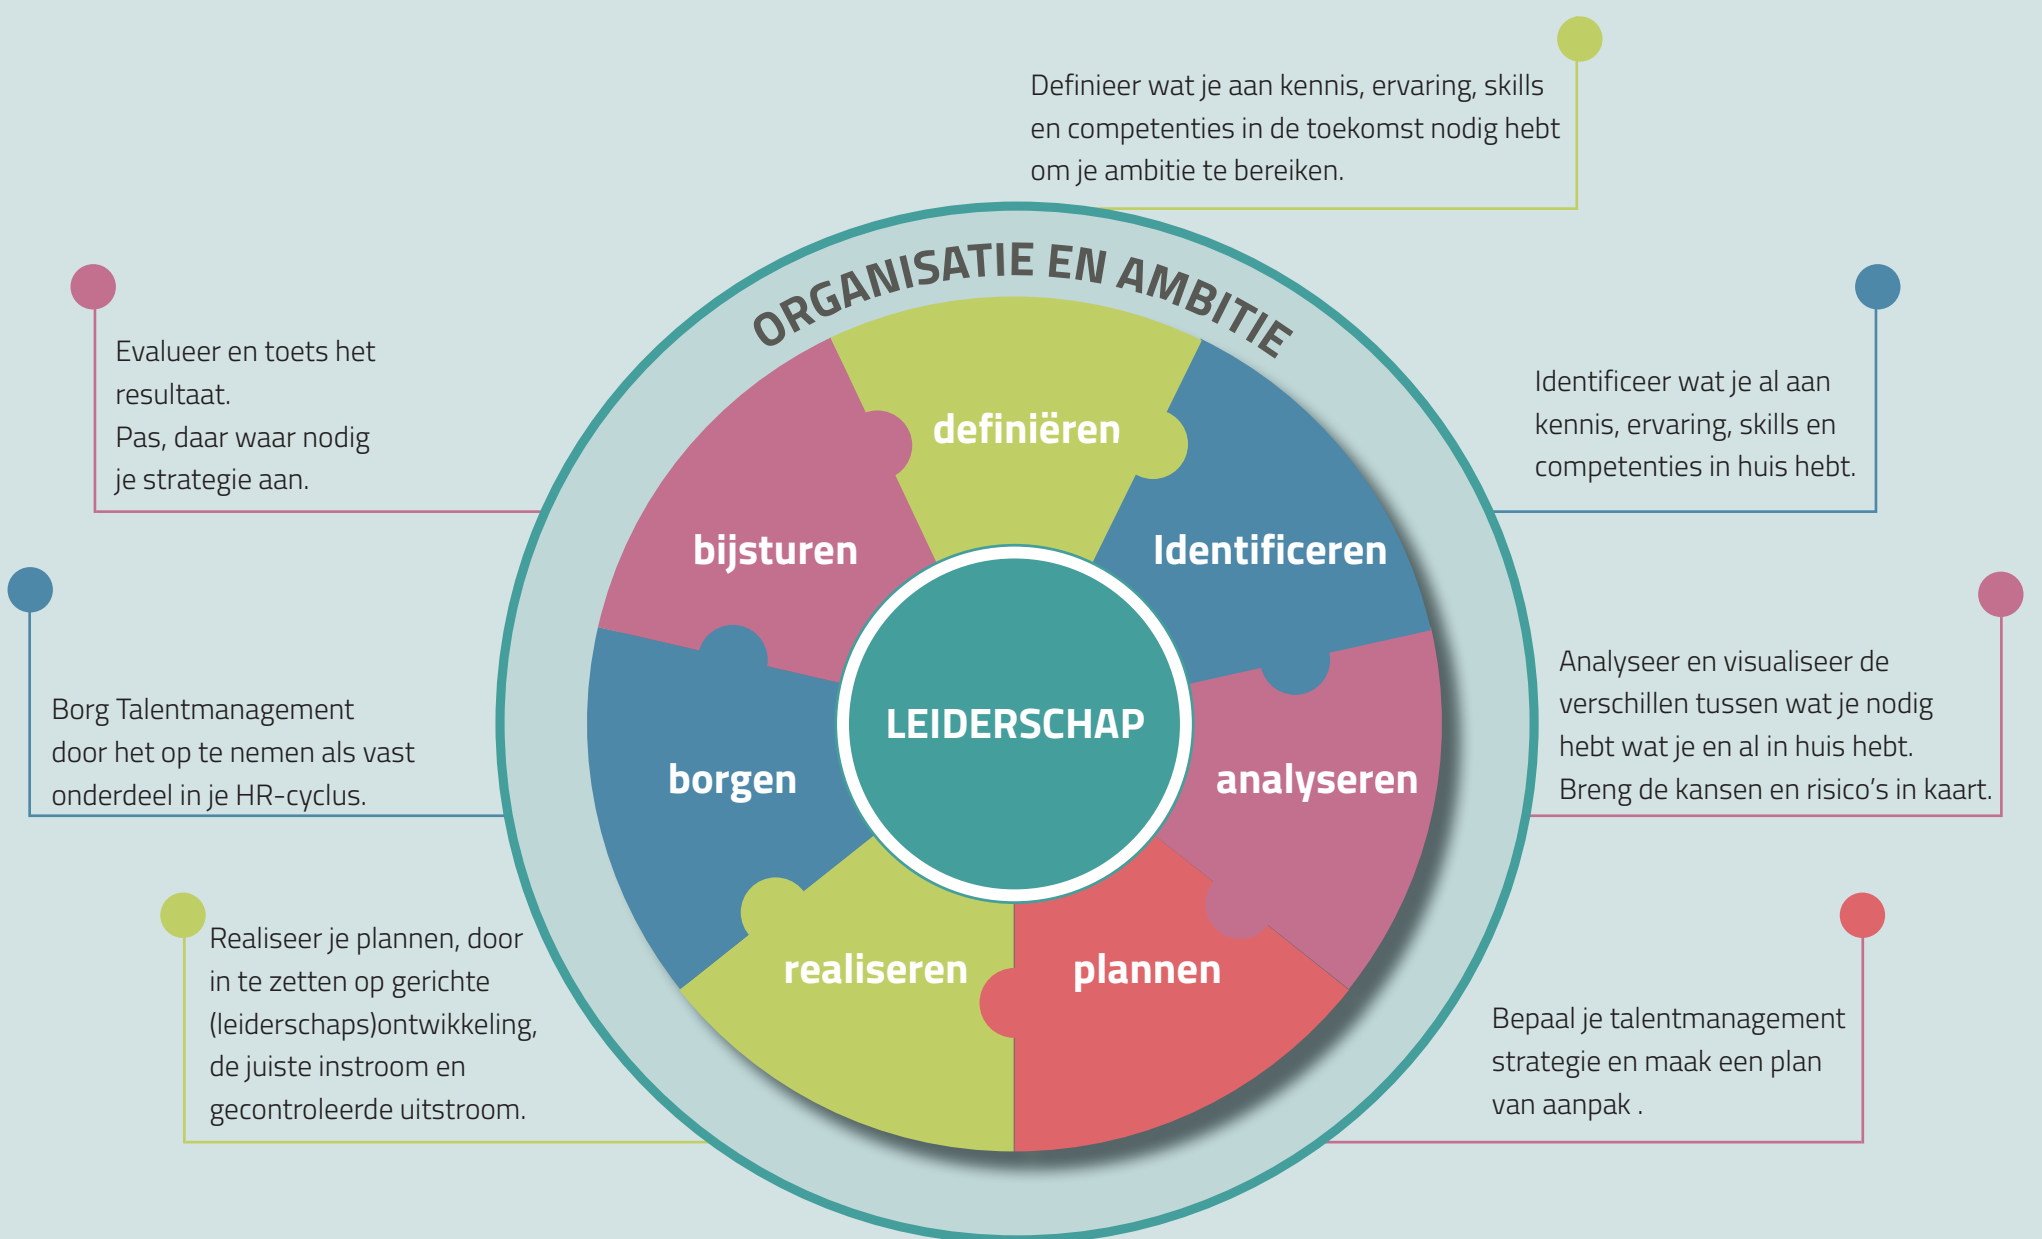 Definieer wat je aan kennis, ervaring, skills
en competenties in de toekomst nodig hebt
om je ambitie te bereiken.
ORGANISATIE EN AMBITIE
Evalueer en toets het
resultaat.
Pas, daar waar nodig
je strategie aan.
Identificeer wat je al aan
kennis, ervaring, skills en
competenties in huis hebt.
definiëren
bijsturen
Identificeren
LEIDERSCHAP
borgen
analyseren
realiseren
plannen
Borg Talentmanagement
door het op te nemen als vast
onderdeel in je HR-cyclus.
Analyseer en visualiseer de
verschillen tussen wat je nodig
hebt wat je en al in huis hebt.
Breng de kansen en risico's in kaart.
Realiseer je plannen, door
in te zetten op gerichte
(leiderschaps)ontwikkeling,
de juiste instroom en
gecontroleerde uitstroom.
Bepaal je talentmanagement
strategie en maak een plan
van aanpak .